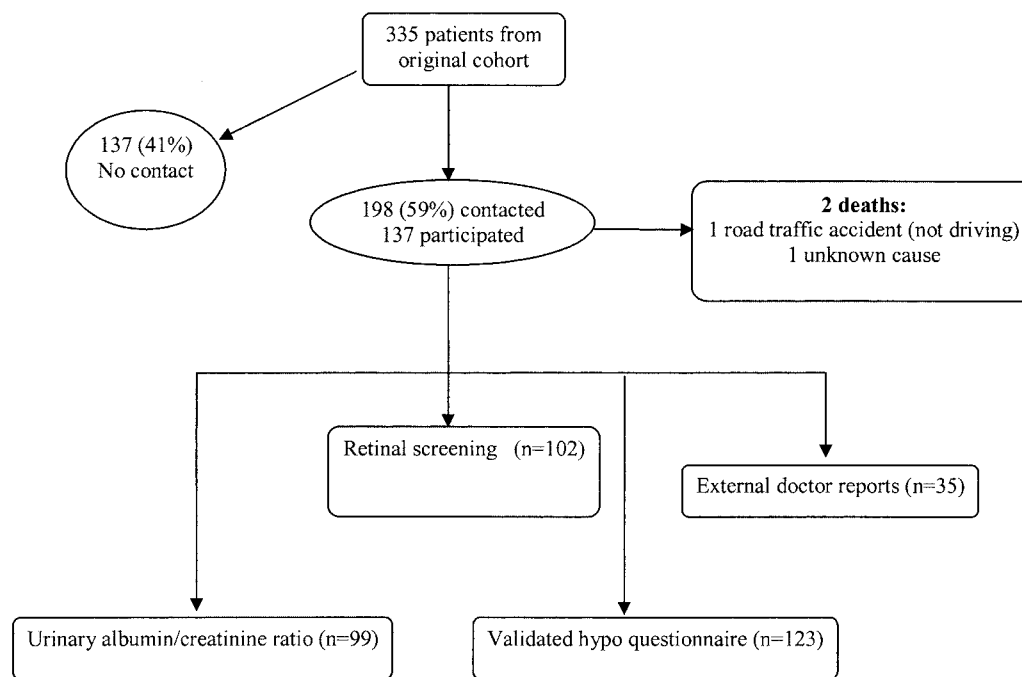 335 patients from
original cohort
137 (41%)
No contact
198 (59%) contacted
137 participated
2 deaths:
1 road traffic accident (not driving)
1 unknown cause
Retinal screening (n=102)
External doctor reports (n=35)
Urinary albumin/creatinine ratio (n=99)
Validated hypo questionnaire (n=123)